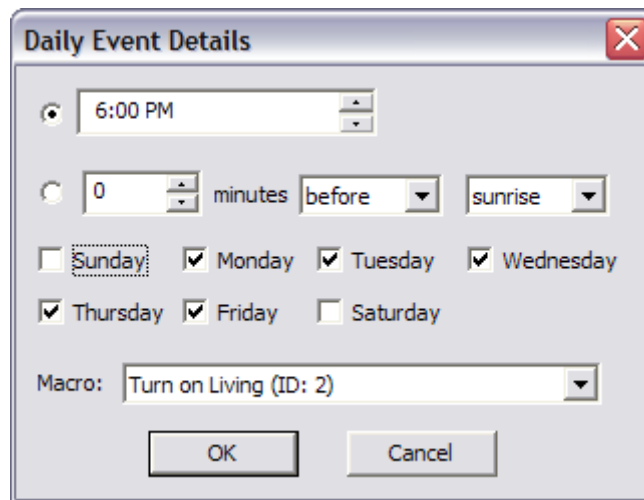 Daily Event Details
6:00 PM
0 minutes before sunrise
Sunday Monday Tuesday Wednesday
Thursday Friday Saturday
Macro: Turn on Living (ID: 2)
OK Cancel